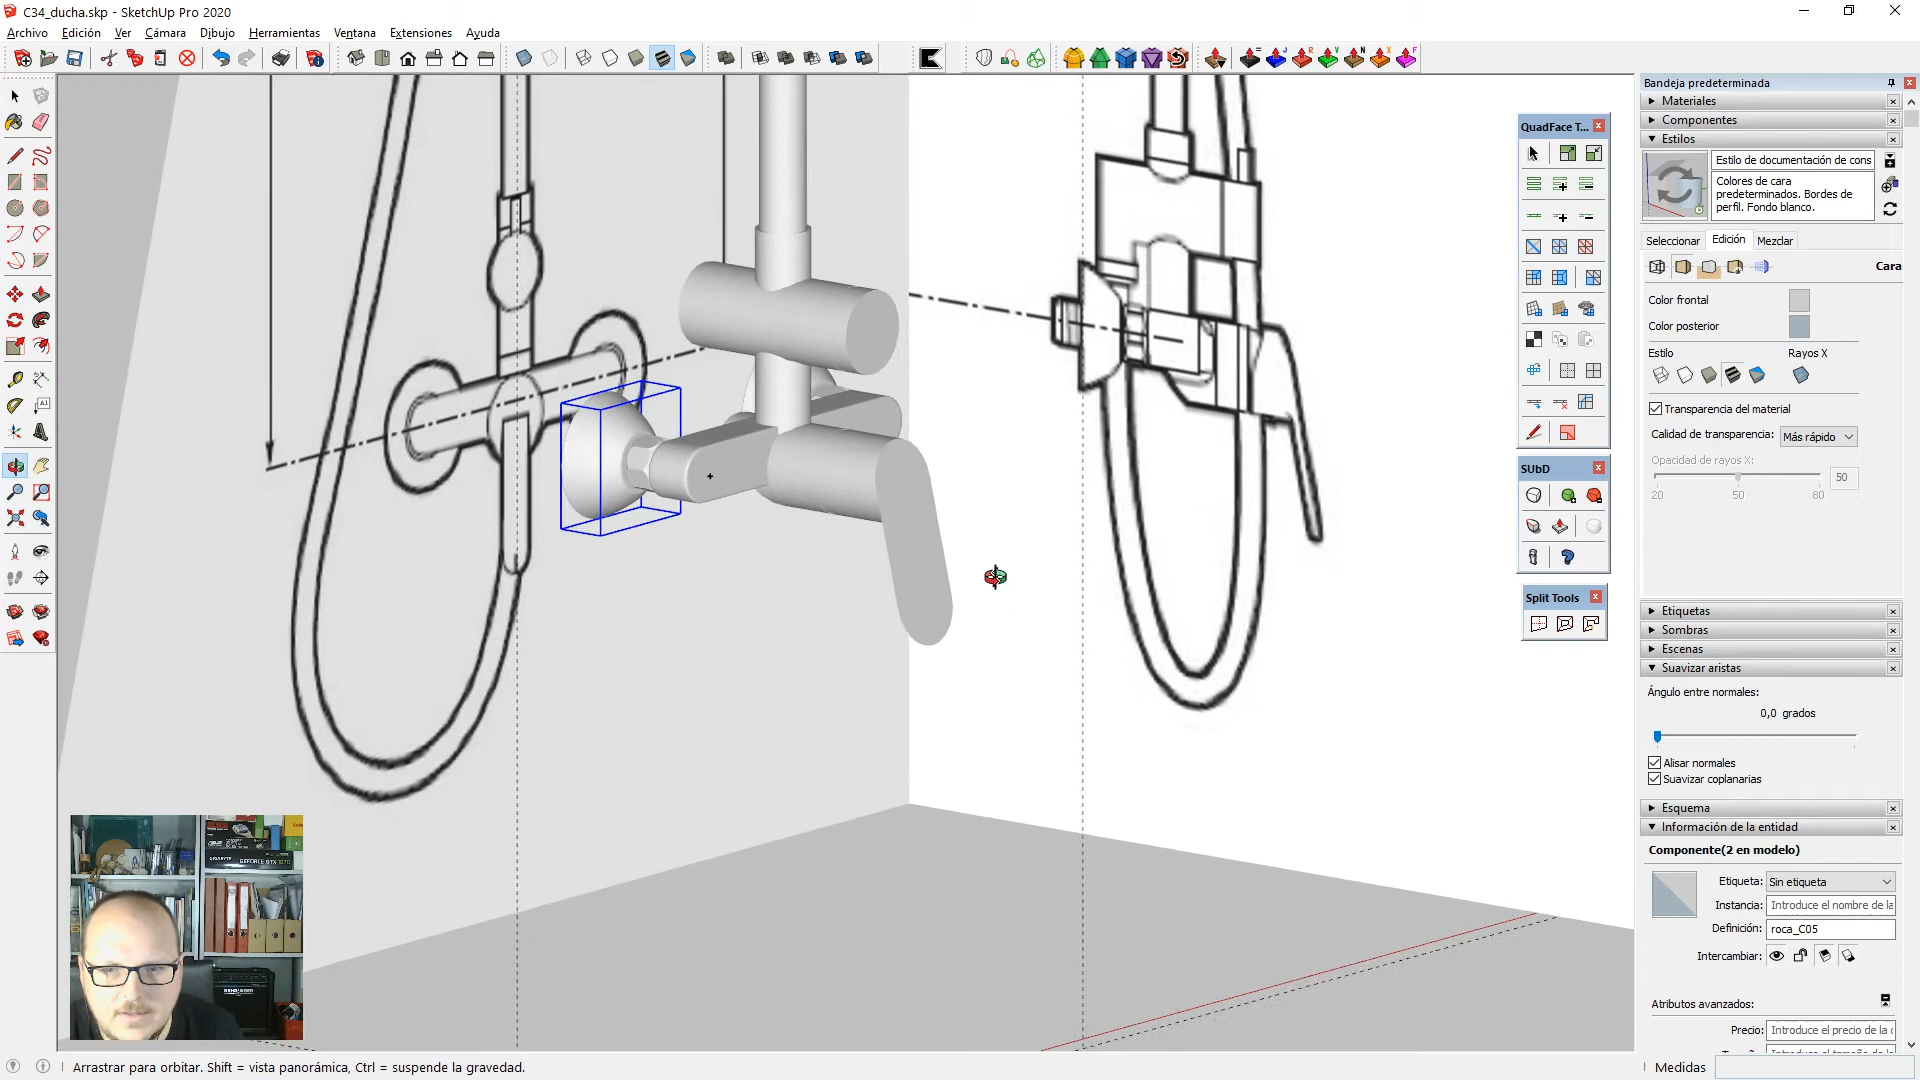 C34_ducha.skp - SketchUp Pro 2020
Archivo Edición Ver Cámara Dibujo Herramientas Ventana Extensiones Ayuda
QuadFace T...
SUbD
Split Tools
Bandeja predeterminada
Materiales
Componentes
Estilos
Estilo de documentación de cons
Colores de cara
predeterminados. Bordes de
perfil. Fondo blanco.
Seleccionar Edición Mezclar
Cara
Color frontal
Color posterior
Estilo Rayos X
Transparencia del material
Calidad de transparencia: Más rápido
Opacidad de rayos X:
50
20 50 80
Etiquetas
Sombras
Escenas
Suavizar aristas
Ángulo entre normales:
0,0 grados
Alisar normales
Suavizar coplanarias
Esquema
Información de la entidad
Componente(2 en modelo)
Etiqueta: Sin etiqueta
Instancia: Introduce el nombre de la
Definición: roca_C05
Intercambiar:
Atributos avanzados:
Precio: Introduce el precio de la c
Arrastrar para orbitar. Shift = vista panorámica, Ctrl = suspende la gravedad.
Medidas